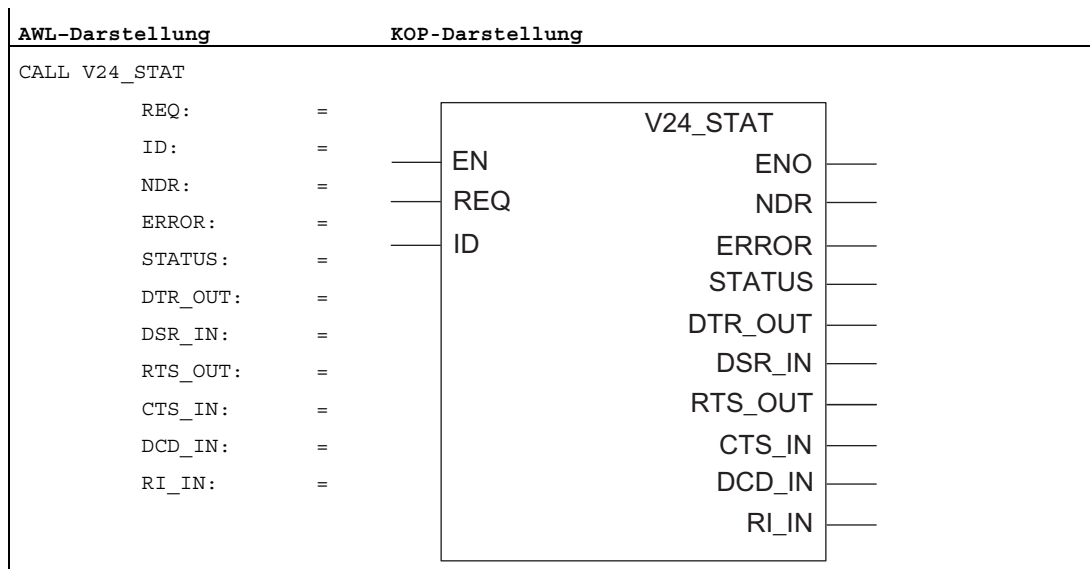 AWL-Darstellung KOP-Darstellung
CALL V24_STAT
REQ: =
ID: =
NDR: =
ERROR: =
STATUS: =
DTR_OUT: =
DSR_IN: =
RTS_OUT: =
CTS_IN: =
DCD_IN: =
RI_IN: =
V24_STAT
EN ENO
REQ NDR
ID ERROR
STATUS
DTR_OUT
DSR_IN
RTS_OUT
CTS_IN
DCD_IN
RI_IN